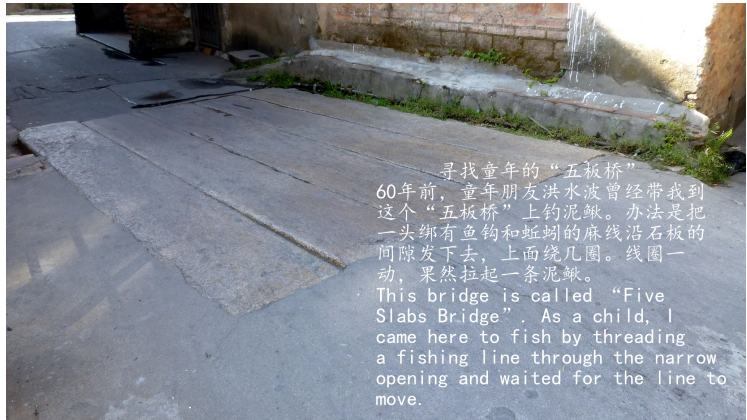 寻找童年的“五板桥”
60年前，童年朋友洪水波曾经带我到
这个“五板桥”上钓泥鳅。办法是把
一头绑有鱼钩和蚯蚓的麻线沿石板的
间隙发下去，上面绕几圈。线圈一
动，果然拉起一条泥鳅。
This bridge is called “Five
Slabs Bridge”. As a child, I
came here to fish by threading
a fishing line through the narrow
opening and waited for the line to
move.